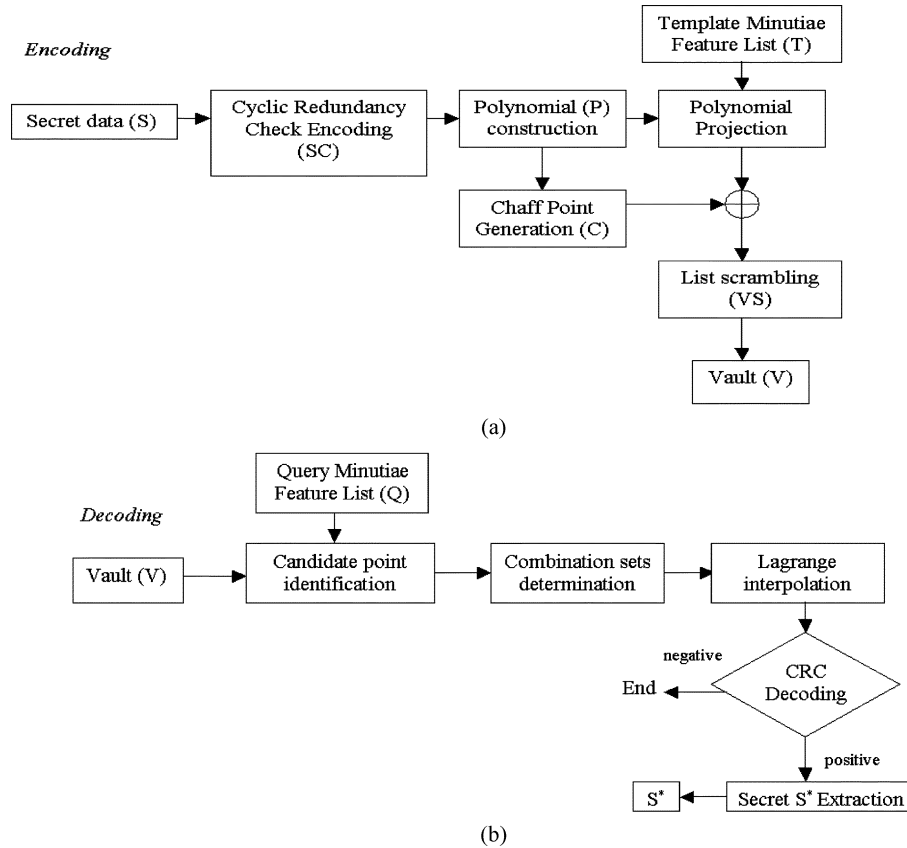 Encoding
Template Minutiae
Feature List (T)
Secret data (S)
Cyclic Redundancy
Check Encoding
(SC)
Polynomial (P)
construction
Polynomial
Projection
Chaff Point
Generation (C)
List scrambling
(VS)
Vault (V)
(a)
Query Minutiae
Feature List (Q)
Decoding
Vault (V)
Candidate point
identification
Combination sets
determination
Lagrange
interpolation
negative
CRC
Decoding
End
positive
S*
Secret S* Extraction
(b)